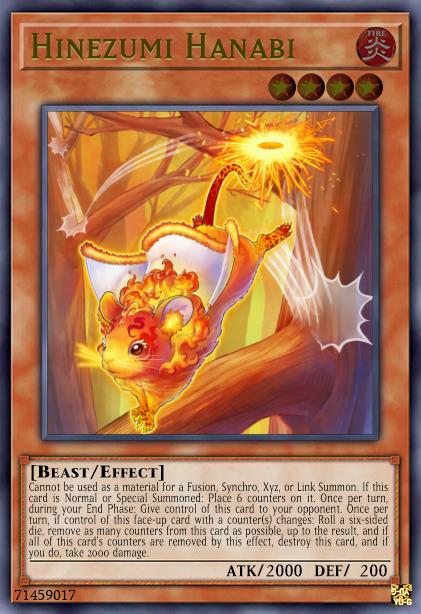 HINEZUMI HANABI
FIRE
炎
[BEAST/EFFECT]
Cannot be used as a material for a Fusion, Synchro, Xyz, or Link Summon. If this
card is Normal or Special Summoned: Place 6 counters on it. Once per turn,
during your End Phase: Give control of this card to your opponent. Once per
turn, if control of this face-up card with a counter(s) changes: Roll a six-sided
die, remove as many counters from this card as possible, up to the result, and if
all of this card's counters are removed by this effect, destroy this card, and if
you do, take 2000 damage.
ATK/2000 DEF/ 200
71459017